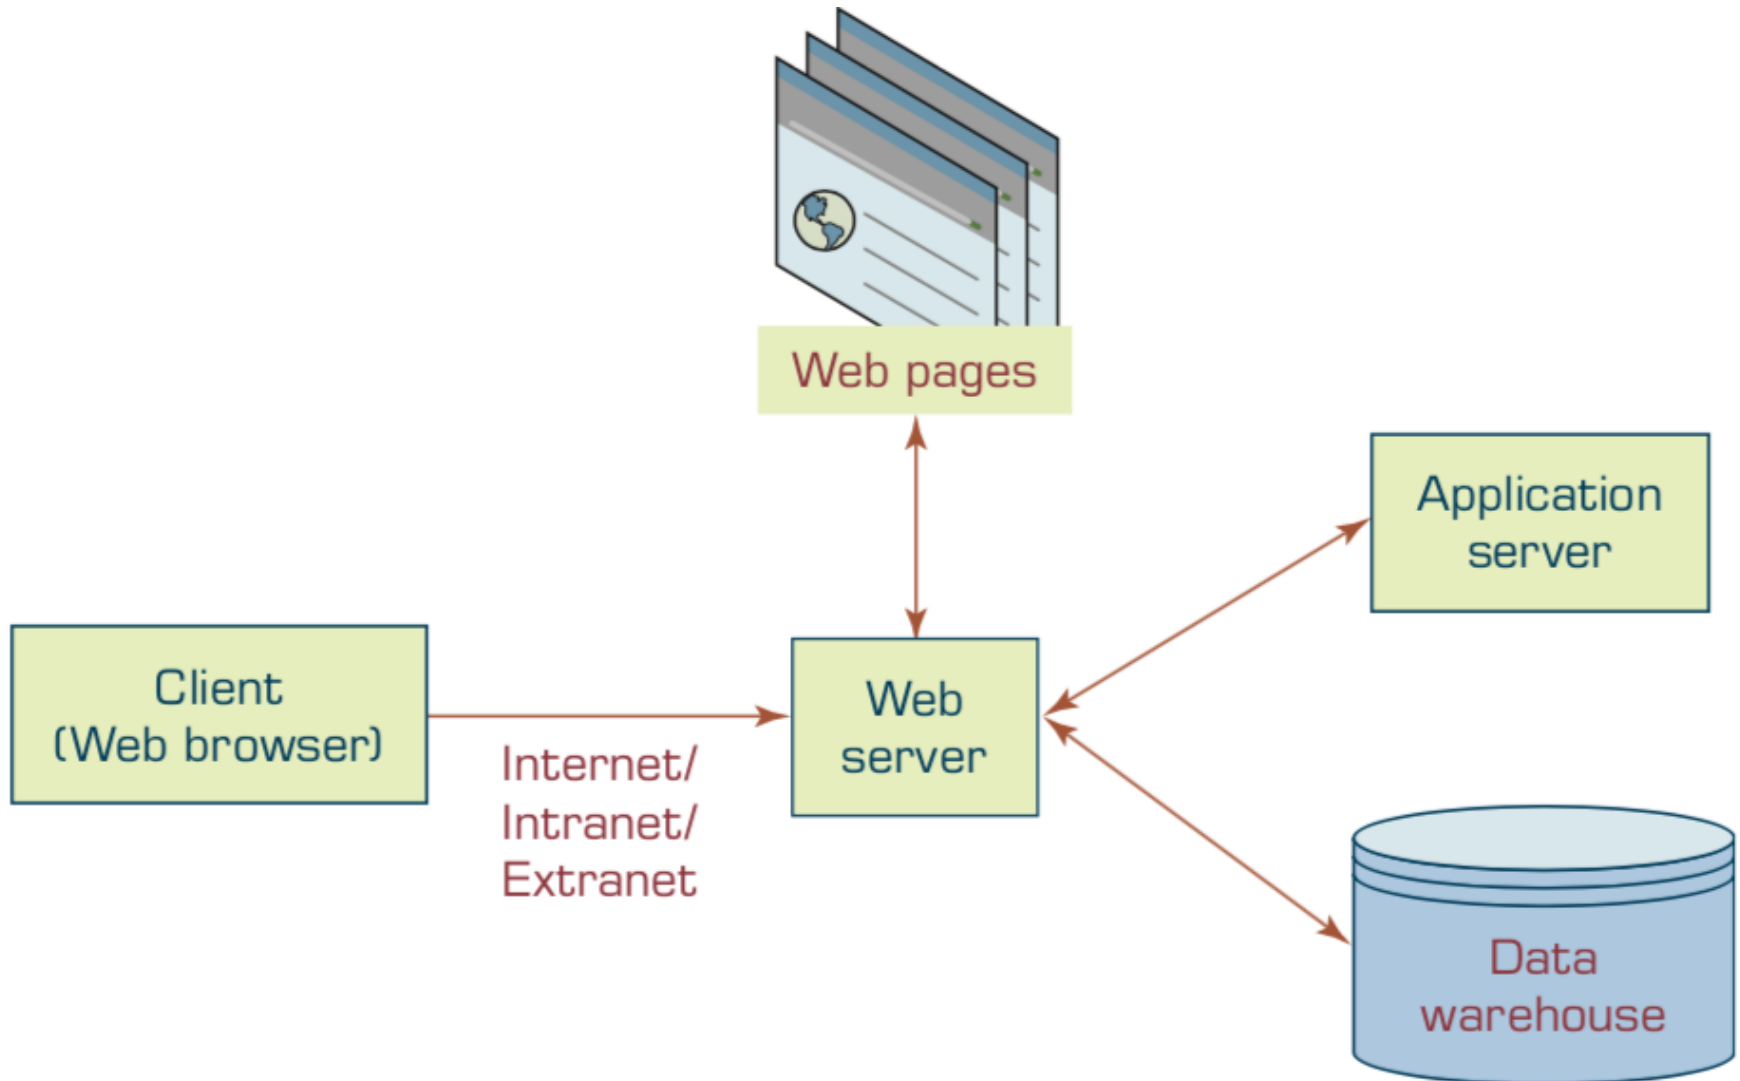 Web pages
Application
server
Client
(Web browser)
Web
server
Internet/
Intranet/
Extranet
Data
warehouse